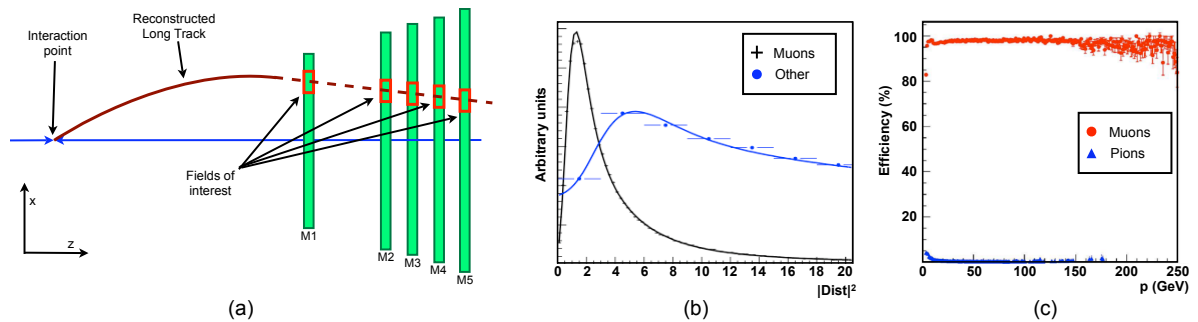 Reconstructed
Long Track
Interaction
point
Fields of
interest
x
z
M1
M2
M3
M4
M5
(a)
Arbitrary units
Muons
Other
0 2 4 6 8 10 12 14 16 18 20
|Dist|²
(b)
Efficiency (%)
100
80
60
40
20
Muons
Pions
0 50 100 150 200 250
p (GeV)
(c)